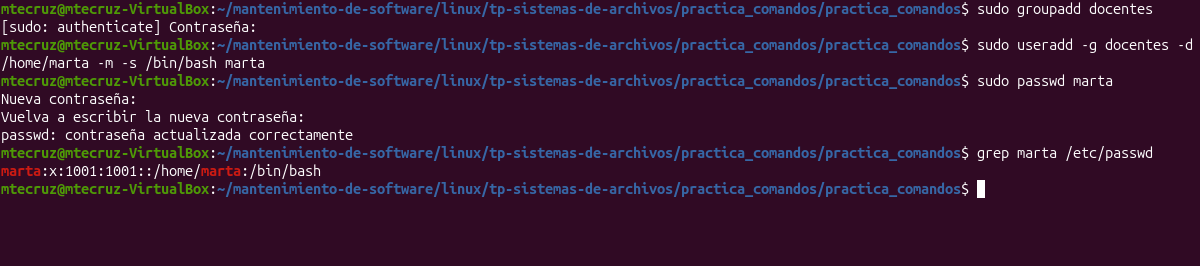 mtecruz@mtecruz-VirtualBox:~/mantenimiento-de-software/linux/tp-sistemas-de-archivos/practica_comandos/practica_comandos$ sudo groupadd docentes
[sudo: authenticate] Contraseña:
mtecruz@mtecruz-VirtualBox:~/mantenimiento-de-software/linux/tp-sistemas-de-archivos/practica_comandos/practica_comandos$ sudo useradd -g docentes -d
/home/marta -m -s /bin/bash marta
mtecruz@mtecruz-VirtualBox:~/mantenimiento-de-software/linux/tp-sistemas-de-archivos/practica_comandos/practica_comandos$ sudo passwd marta
Nueva contraseña:
Vuelva a escribir la nueva contraseña:
passwd: contraseña actualizada correctamente
mtecruz@mtecruz-VirtualBox:~/mantenimiento-de-software/linux/tp-sistemas-de-archivos/practica_comandos/practica_comandos$ grep marta /etc/passwd
marta:x:1001:1001::/home/marta:/bin/bash
mtecruz@mtecruz-VirtualBox:~/mantenimiento-de-software/linux/tp-sistemas-de-archivos/practica_comandos/practica_comandos$